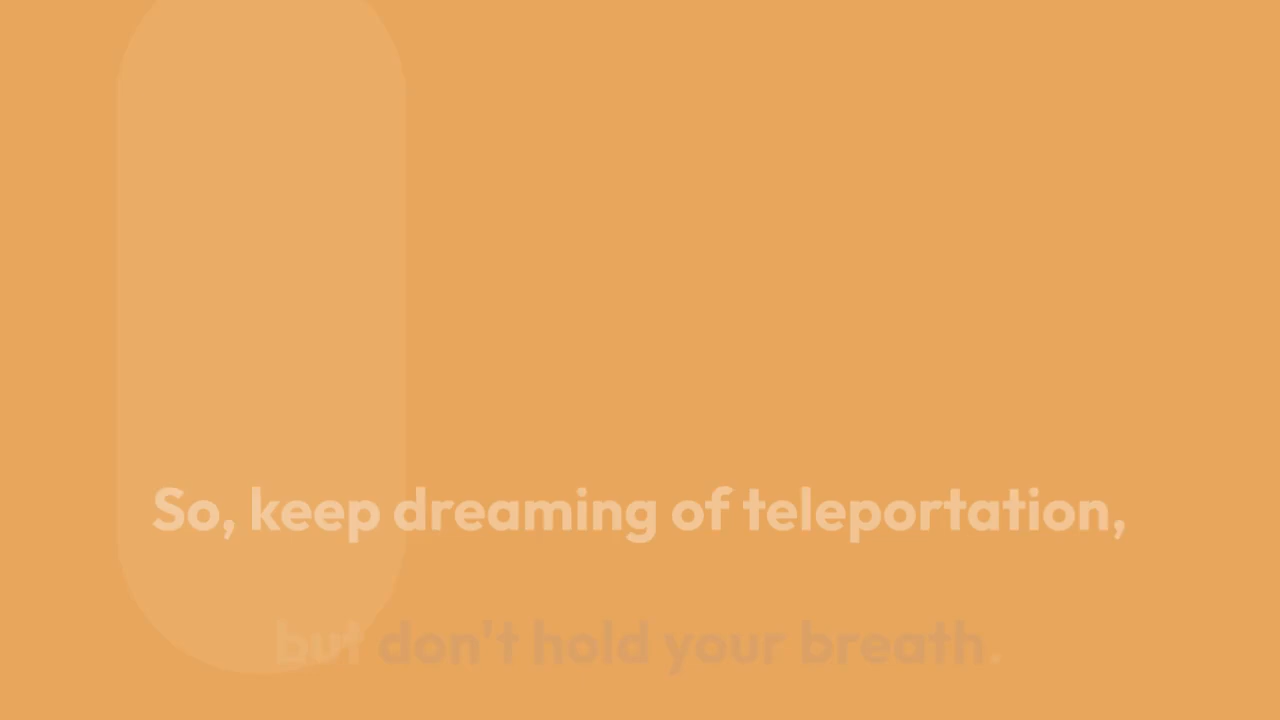 So, keep dreaming of teleportation,
but don't hold your breath.